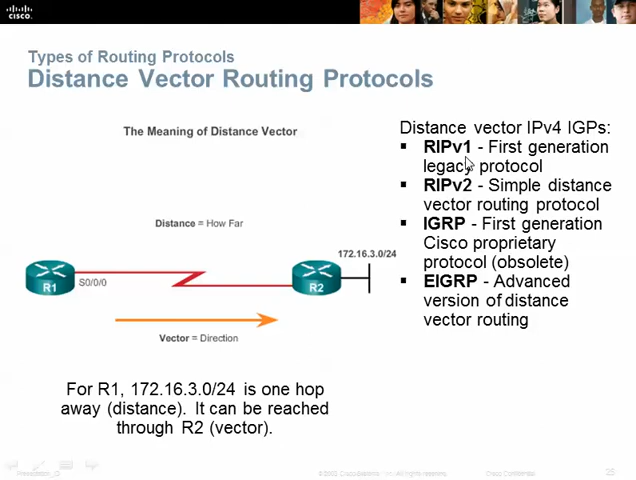 CISCO
Types of Routing Protocols
Distance Vector Routing Protocols
The Meaning of Distance Vector
Distance = How Far
172.16.3.0/24
R1
S0/0/0
R2
Vector = Direction
For R1, 172.16.3.0/24 is one hop
away (distance). It can be reached
through R2 (vector).
Distance vector IPv4 IGPs:
▪ RIPv1 - First generation
legacy protocol
▪ RIPv2 - Simple distance
vector routing protocol
▪ IGRP - First generation
Cisco proprietary
protocol (obsolete)
▪ EIGRP - Advanced
version of distance
vector routing
Presentation_ID
Cisco Systems, Inc. All rights reserved.
Cisco Confidential
25